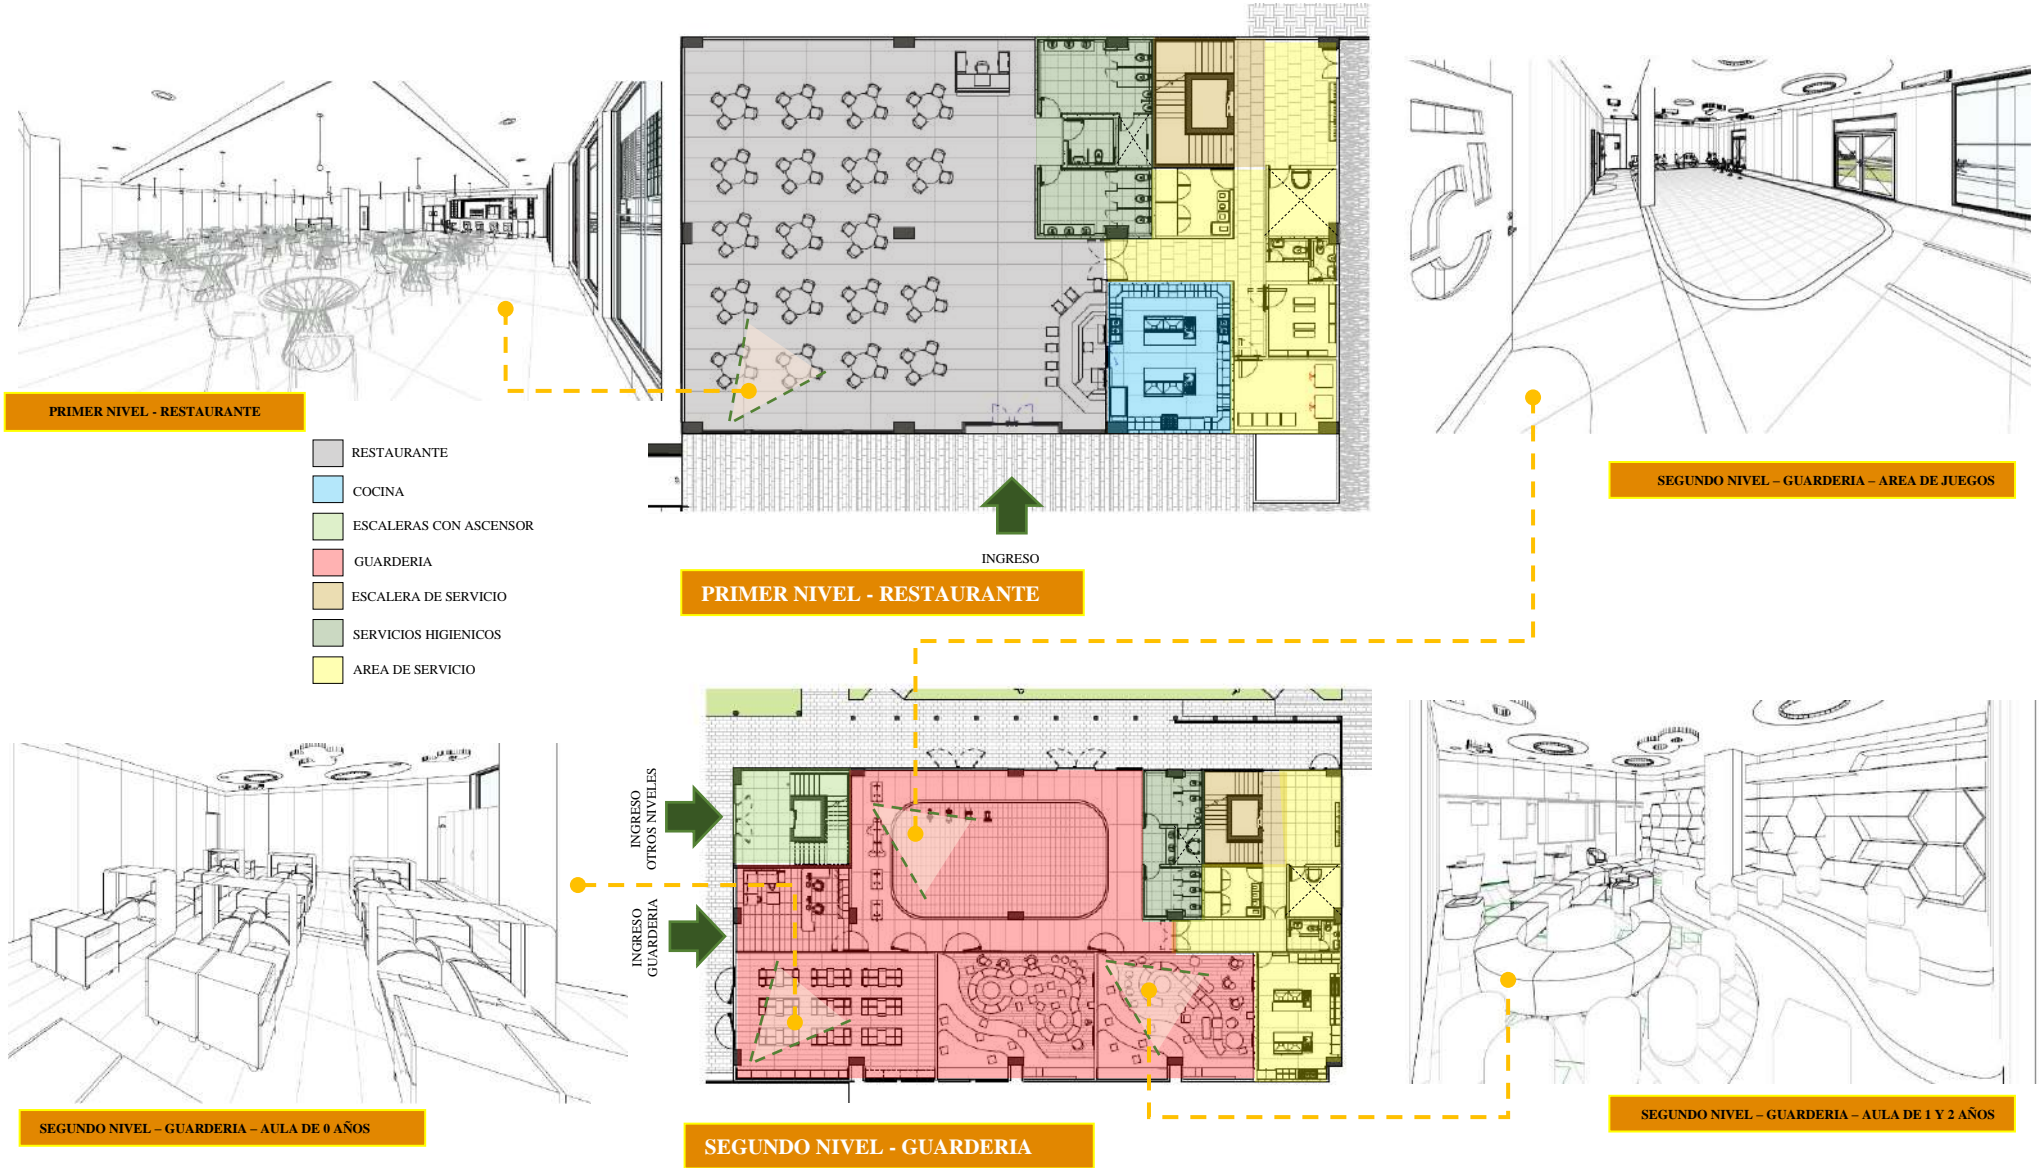 PRIMER NIVEL - RESTAURANTE
RESTAURANTE
COCINA
ESCALERAS CON ASCENSOR
GUARDERIA
ESCALERA DE SERVICIO
SERVICIOS HIGIENICOS
AREA DE SERVICIO
INGRESO
PRIMER NIVEL - RESTAURANTE
SEGUNDO NIVEL – GUARDERIA – AREA DE JUEGOS
INGRESO
OTROS NIVELES
INGRESO
GUARDERIA
SEGUNDO NIVEL – GUARDERIA – AULA DE 0 AÑOS
SEGUNDO NIVEL - GUARDERIA
SEGUNDO NIVEL – GUARDERIA – AULA DE 1 Y 2 AÑOS